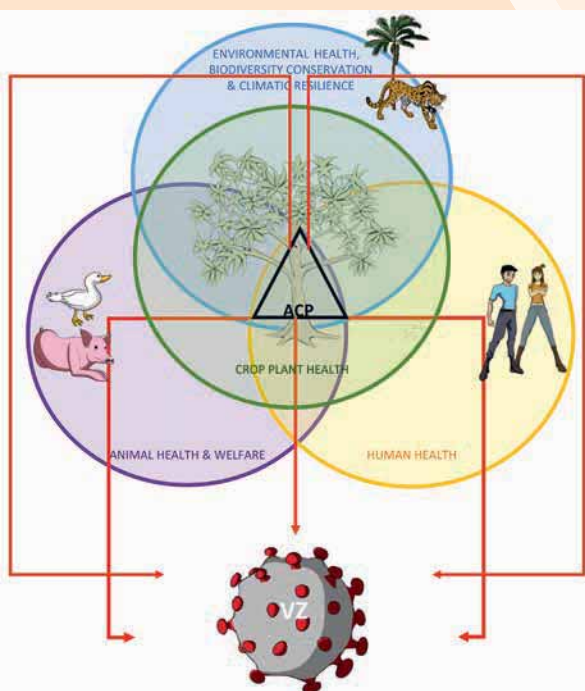 ENVIRONMENTAL HEALTH,
BIODIVERSITY CONSERVATION
& CLIMATIC RESILIENCE
ACP
CROP PLANT HEALTH
ANIMAL HEALTH & WELFARE
HUMAN HEALTH
VZ